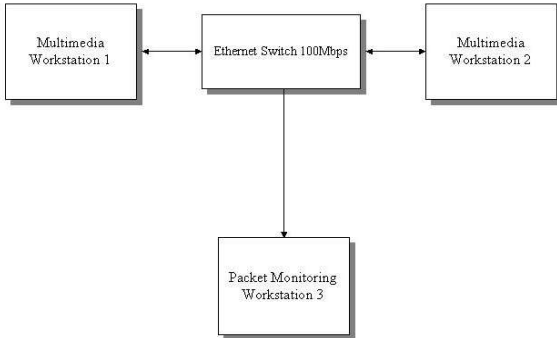 Multimedia
Workstation 1
Ethernet Switch 100Mbps
Multimedia
Workstation 2
Packet Monitoring
Workstation 3